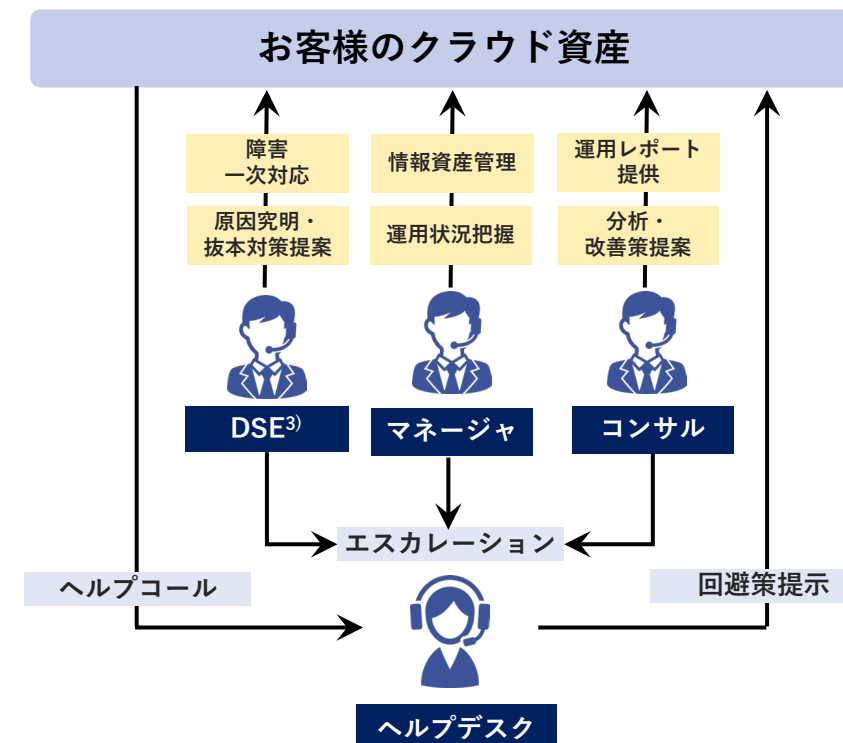 お客様のクラウド資産
障害
一次対応
情報資産管理
運用レポート
提供
原因究明・
抜本対策提案
運用状況把握
分析・
改善策提案
DSE3)
マネージャ
コンサル
エスカレーション
ヘルプコール
回避策提示
ヘルプデスク